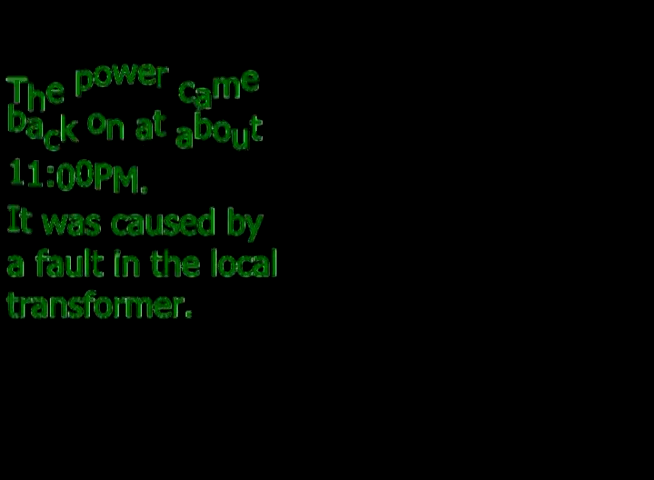 The power came
back on at about
11:00PM.
It was caused by
a fault in the local
transformer.